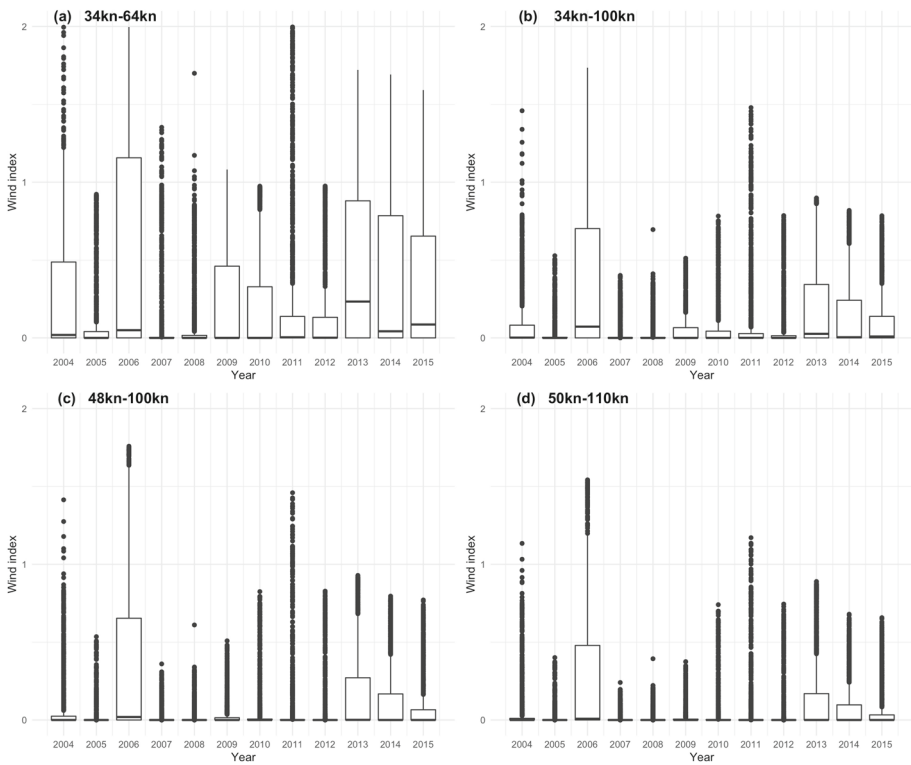 (a) 34kn-64kn
2
1
0
Wind index
2004 2005 2006 2007 2008 2009 2010 2011 2012 2013 2014 2015
Year
(b) 34kn-100kn
2
1
0
Wind index
2004 2005 2006 2007 2008 2009 2010 2011 2012 2013 2014 2015
Year
(c) 48kn-100kn
2
1
0
Wind index
2004 2005 2006 2007 2008 2009 2010 2011 2012 2013 2014 2015
Year
(d) 50kn-110kn
2
1
0
Wind index
2004 2005 2006 2007 2008 2009 2010 2011 2012 2013 2014 2015
Year